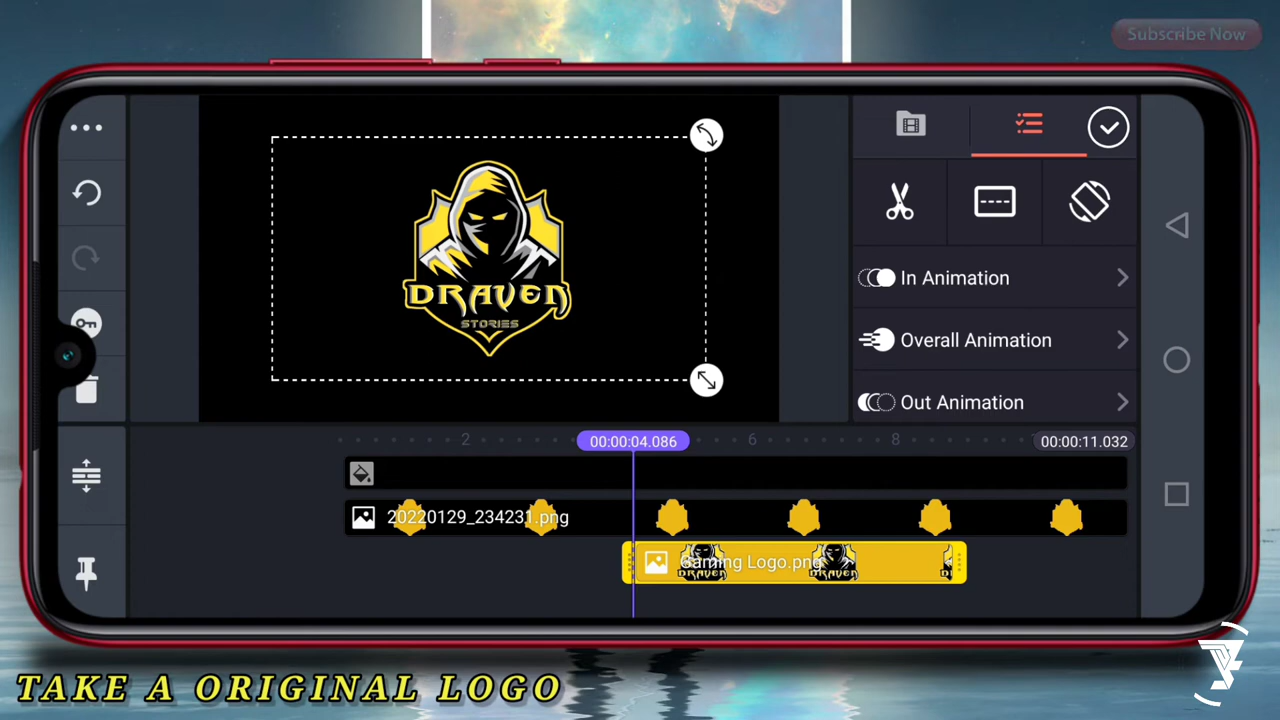 Subscribe Now
DRAVEN
STORIES
In Animation
Overall Animation
Out Animation
2
00:00:04.086
6
8
00:00:11.032
20220129_234231.png
Gaming Logo.png
TAKE A ORIGINAL LOGO